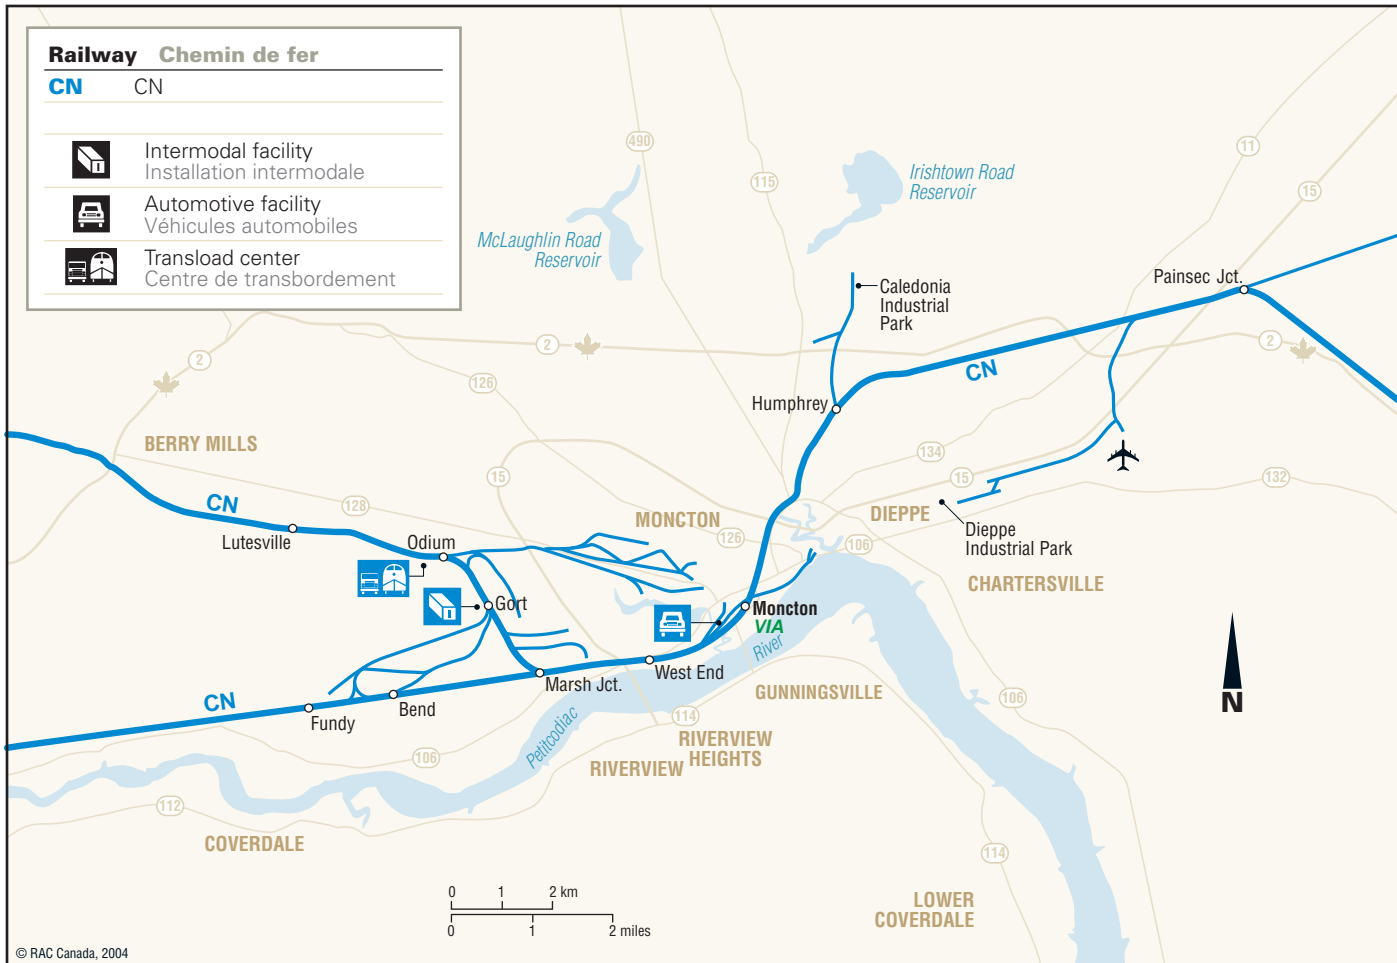 Railway Chemin de fer
CN CN
Intermodal facility
Installation intermodale
Automotive facility
Véhicules automobiles
Transload center
Centre de transbordement
490
115
11
15
Irishtown Road
Reservoir
McLaughlin Road
Reservoir
Painsec Jct.
Caledonia
Industrial
Park
2
2
2
126
CN
Humphrey
BERRY MILLS
134
15
15
132
CN
128
MONCTON
DIEPPE
126
106
Lutesville
Odium
Dieppe
Industrial Park
CHARTERSVILLE
Gort
Moncton
VIA
River
West End
Marsh Jct.
GUNNINGSVILLE
106
CN
Fundy
Bend
114
Petitcodiac
RIVERVIEW
HEIGHTS
RIVERVIEW
106
N
112
COVERDALE
114
LOWER
COVERDALE
0 1 2 km
0 1 2 miles
© RAC Canada, 2004